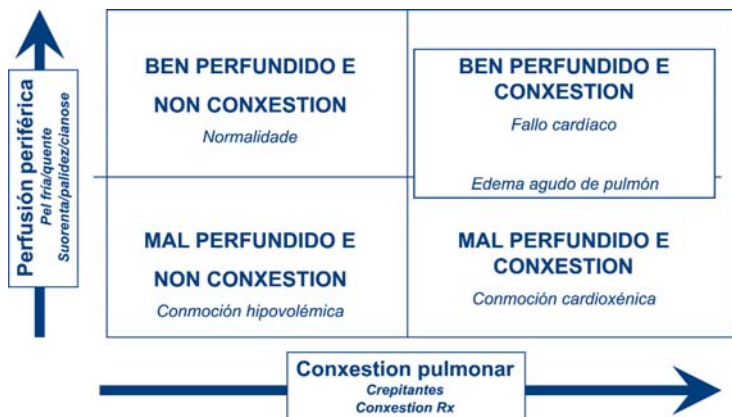 Perfusión periférica
Pel fría/quente
Suorenta/palidez/cianose
BEN PERFUNDIDO E
NON CONXESTION
Normalidade
BEN PERFUNDIDO E
CONXESTION
Fallo cardíaco
Edema agudo de pulmón
MAL PERFUNDIDO E
NON CONXESTION
Conmoción hipovolémica
MAL PERFUNDIDO E
CONXESTION
Conmoción cardioxénica
Conxestion pulmonar
Crepitantes
Conxestion Rx